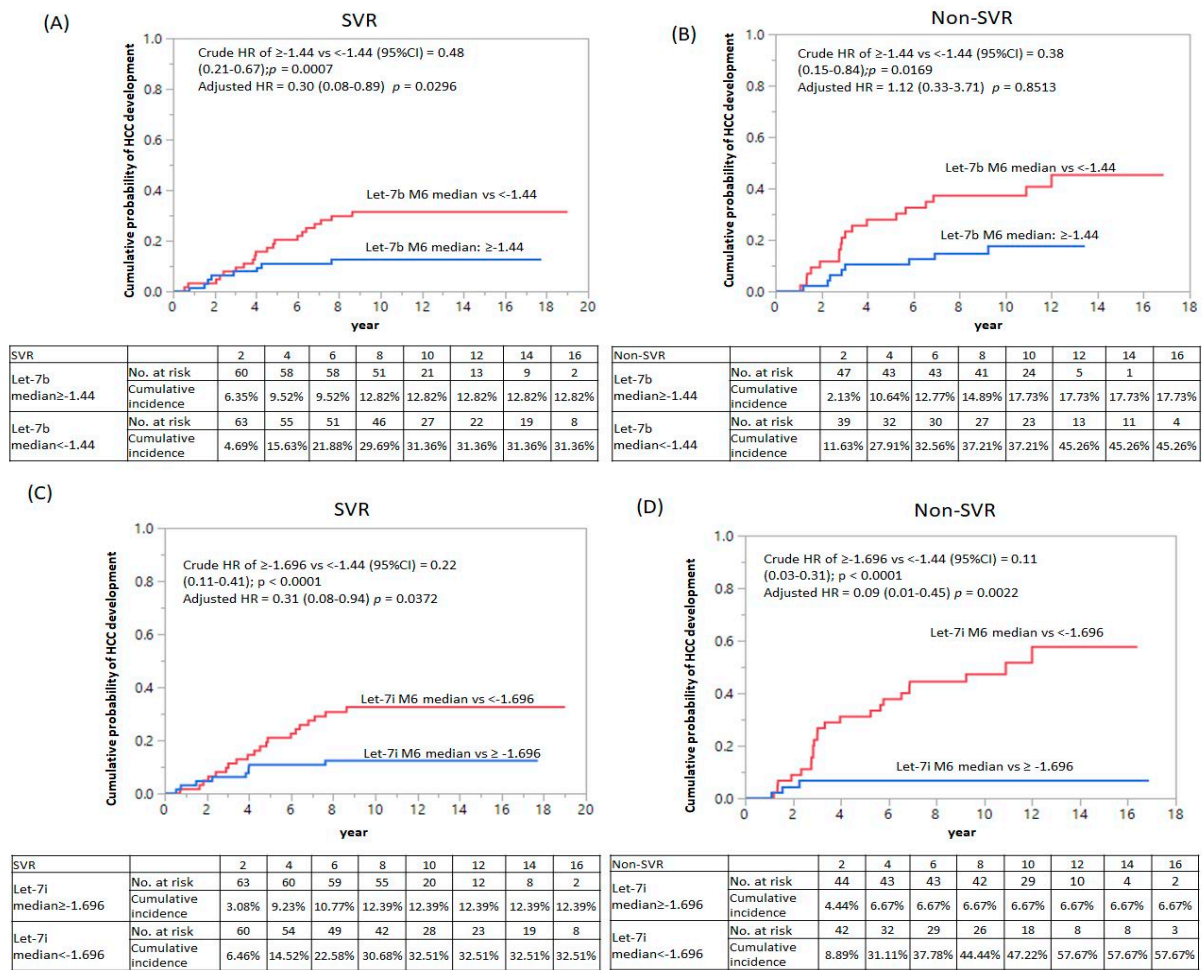 (A)
SVR
Crude HR of ≥-1.44 vs <-1.44 (95%CI) = 0.48
(0.21-0.67);p = 0.0007
Adjusted HR = 0.30 (0.08-0.89) p = 0.0296
Cumulative probability of HCC development
1.0
0.8
0.6
0.4
0.2
0.0
Let-7b M6 median vs <-1.44
Let-7b M6 median: ≥-1.44
0 2 4 6 8 10 12 14 16 18 20
year
SVR 2 4 6 8 10 12 14 16
Let-7b median≥-1.44 No. at risk 60 58 58 51 21 13 9 2
Cumulative incidence 6.35% 9.52% 9.52% 12.82% 12.82% 12.82% 12.82% 12.82%
Let-7b median<-1.44 No. at risk 63 55 51 46 27 22 19 8
Cumulative incidence 4.69% 15.63% 21.88% 29.69% 31.36% 31.36% 31.36% 31.36%
(B)
Non-SVR
Crude HR of ≥-1.44 vs <-1.44 (95%CI) = 0.38
(0.15-0.84);p = 0.0169
Adjusted HR = 1.12 (0.33-3.71) p = 0.8513
Cumulative probability of HCC development
1.0
0.8
0.6
0.4
0.2
0.0
Let-7b M6 median vs <-1.44
Let-7b M6 median: ≥-1.44
0 2 4 6 8 10 12 14 16 18
year
Non-SVR 2 4 6 8 10 12 14 16
Let-7b median≥-1.44 No. at risk 47 43 43 41 24 5 1
Cumulative incidence 2.13% 10.64% 12.77% 14.89% 17.73% 17.73% 17.73% 17.73%
Let-7b median<-1.44 No. at risk 39 32 30 27 23 13 11 4
Cumulative incidence 11.63% 27.91% 32.56% 37.21% 37.21% 45.26% 45.26% 45.26%
(C)
SVR
Crude HR of ≥-1.696 vs <-1.44 (95%CI) = 0.22
(0.11-0.41); p < 0.0001
Adjusted HR = 0.31 (0.08-0.94) p = 0.0372
Cumulative probability of HCC development
1.0
0.8
0.6
0.4
0.2
0.0
Let-7i M6 median vs <-1.696
Let-7i M6 median vs ≥ -1.696
0 2 4 6 8 10 12 14 16 18 20
year
SVR 2 4 6 8 10 12 14 16
Let-7i median≥-1.696 No. at risk 63 60 59 55 20 12 8 2
Cumulative incidence 3.08% 9.23% 10.77% 12.39% 12.39% 12.39% 12.39% 12.39%
Let-7i median<-1.696 No. at risk 60 54 49 42 28 23 19 8
Cumulative incidence 6.46% 14.52% 22.58% 30.68% 32.51% 32.51% 32.51% 32.51%
(D)
Non-SVR
Crude HR of ≥-1.696 vs <-1.44 (95%CI) = 0.11
(0.03-0.31); p < 0.0001
Adjusted HR = 0.09 (0.01-0.45) p = 0.0022
Cumulative probability of HCC development
1.0
0.8
0.6
0.4
0.2
0.0
Let-7i M6 median vs <-1.696
Let-7i M6 median vs ≥ -1.696
0 2 4 6 8 10 12 14 16 18
year
Non-SVR 2 4 6 8 10 12 14 16
Let-7i median≥-1.696 No. at risk 44 43 43 42 29 10 4 2
Cumulative incidence 4.44% 6.67% 6.67% 6.67% 6.67% 6.67% 6.67% 6.67%
Let-7i median<-1.696 No. at risk 42 32 29 26 18 8 8 3
Cumulative incidence 8.89% 31.11% 37.78% 44.44% 47.22% 57.67% 57.67% 57.67%